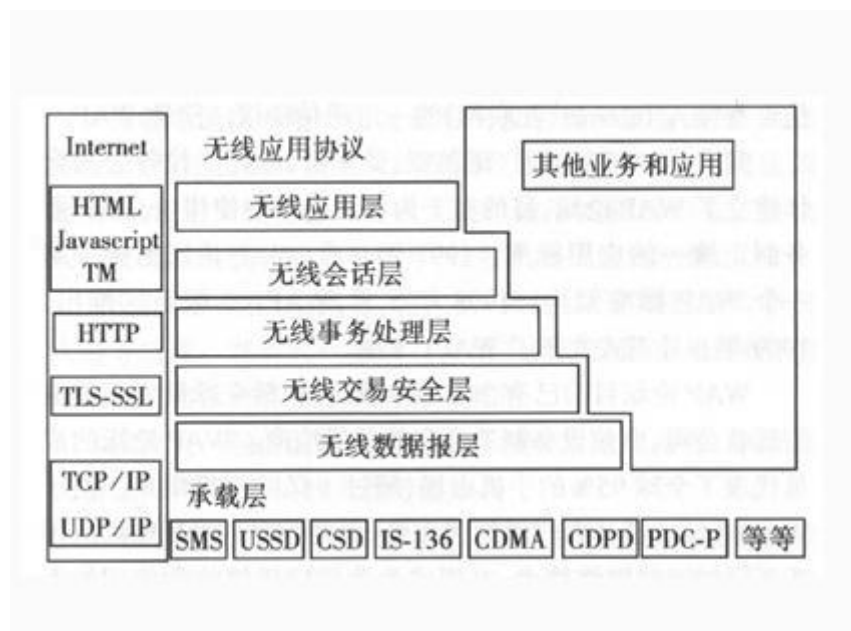 Internet
无线应用协议
其他业务和应用
HTML
Javascript
TM
无线应用层
无线会话层
HTTP
无线事务处理层
TLS-SSL
无线交易安全层
无线数据报层
TCP/IP
UDP/IP
承载层
SMS USSD CSD IS-136 CDMA CDPD PDC-P 等等